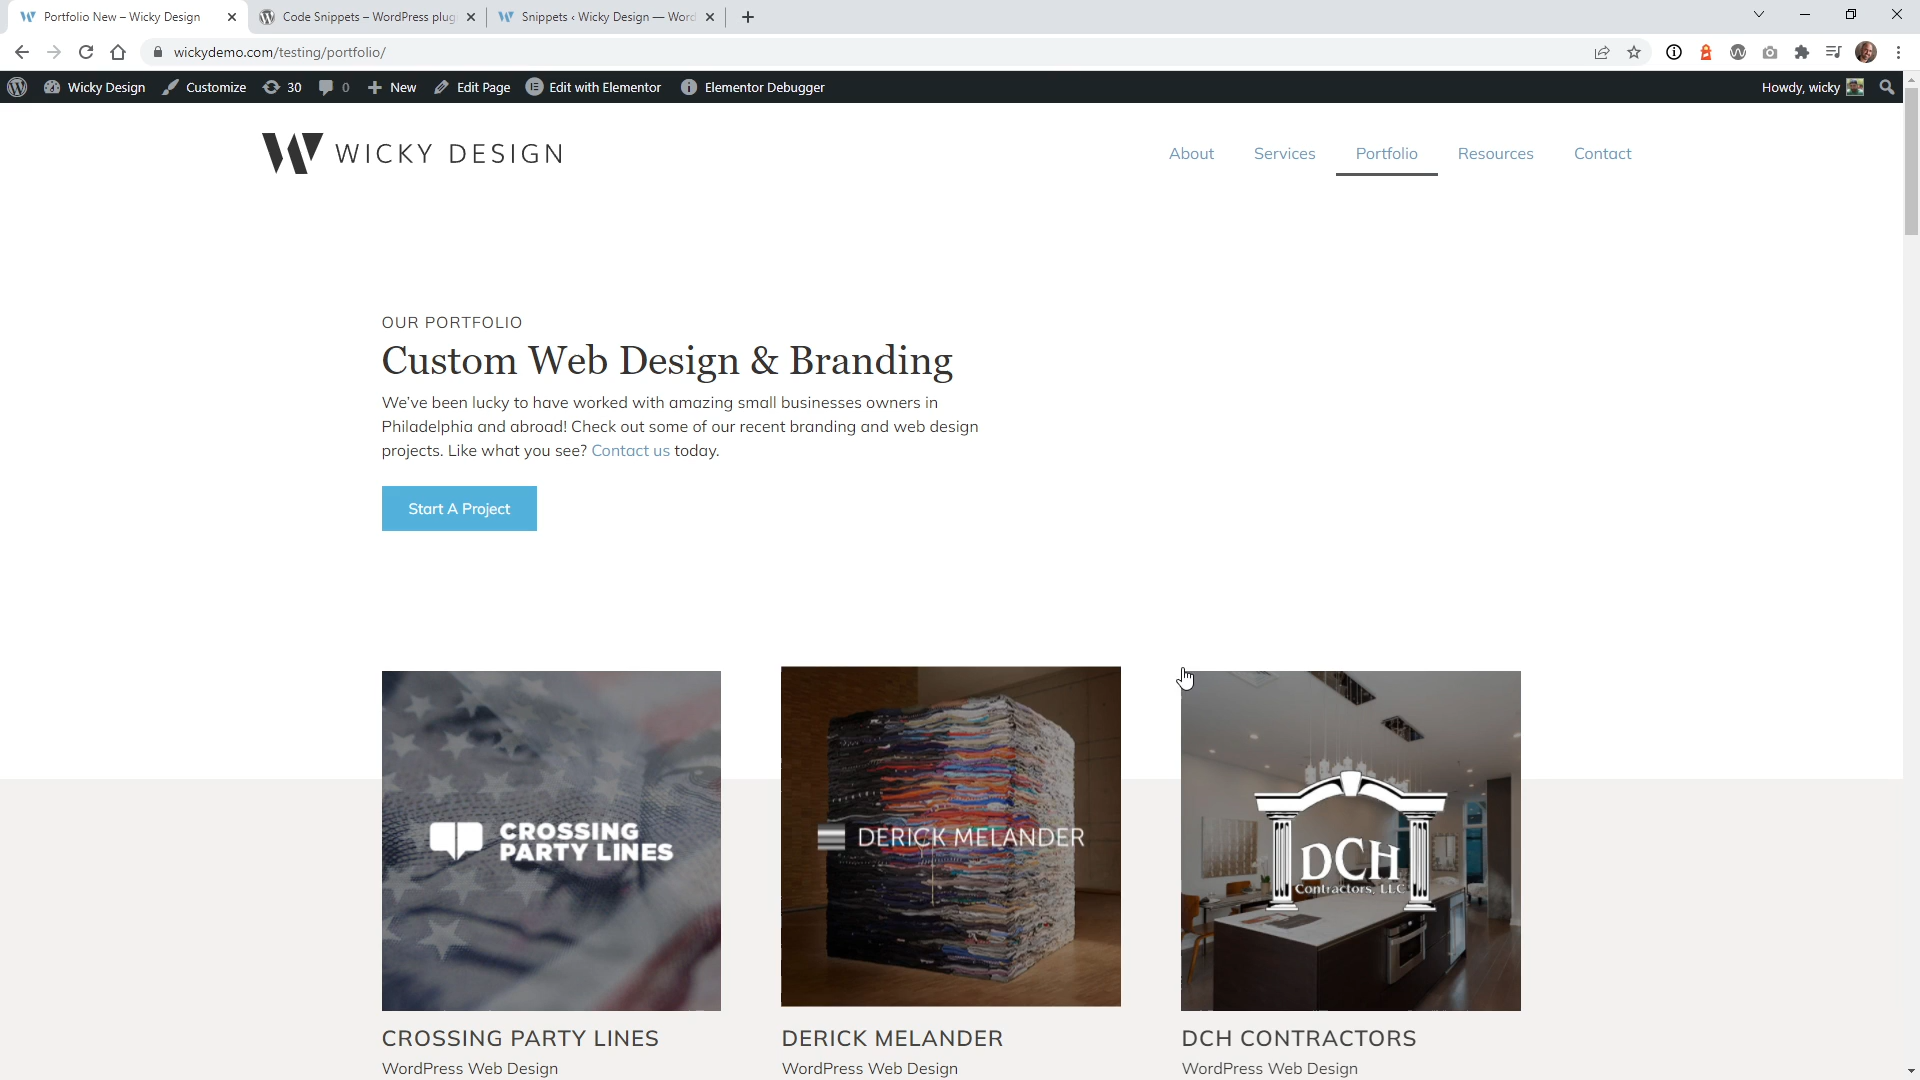 Portfolio New – Wicky Design
Code Snippets – WordPress plug
Snippets ‹ Wicky Design — Word
wickydemo.com/testing/portfolio/
Wicky Design
Customize
30
0
New
Edit Page
Edit with Elementor
Elementor Debugger
Howdy, wicky
WICKY DESIGN
About
Services
Portfolio
Resources
Contact
OUR PORTFOLIO
Custom Web Design & Branding
We've been lucky to have worked with amazing small businesses owners in
Philadelphia and abroad! Check out some of our recent branding and web design
projects. Like what you see? Contact us today.
Start A Project
CROSSING
PARTY LINES
DERICK MELANDER
DCH
Contractors, LLC
CROSSING PARTY LINES
DERICK MELANDER
DCH CONTRACTORS
WordPress Web Design
WordPress Web Design
WordPress Web Design